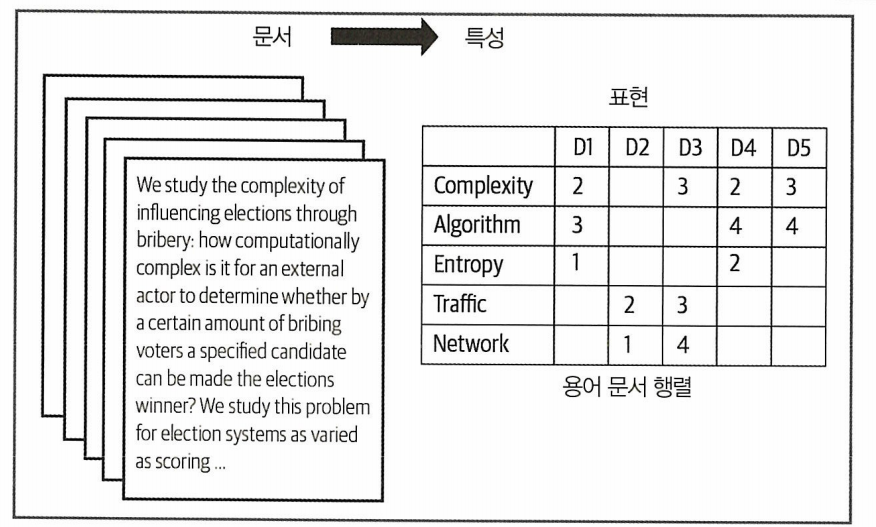 문서 특성
We study the complexity of
influencing elections through
bribery: how computationally
complex is it for an external
actor to determine whether by
a certain amount of bribing
voters a specified candidate
can be made the elections
winner? We study this problem
for election systems as varied
as scoring ...
표현
D1 D2 D3 D4 D5
Complexity 2 3 2 3
Algorithm 3 4 4
Entropy 1 2
Traffic 2 3
Network 1 4
용어 문서 행렬